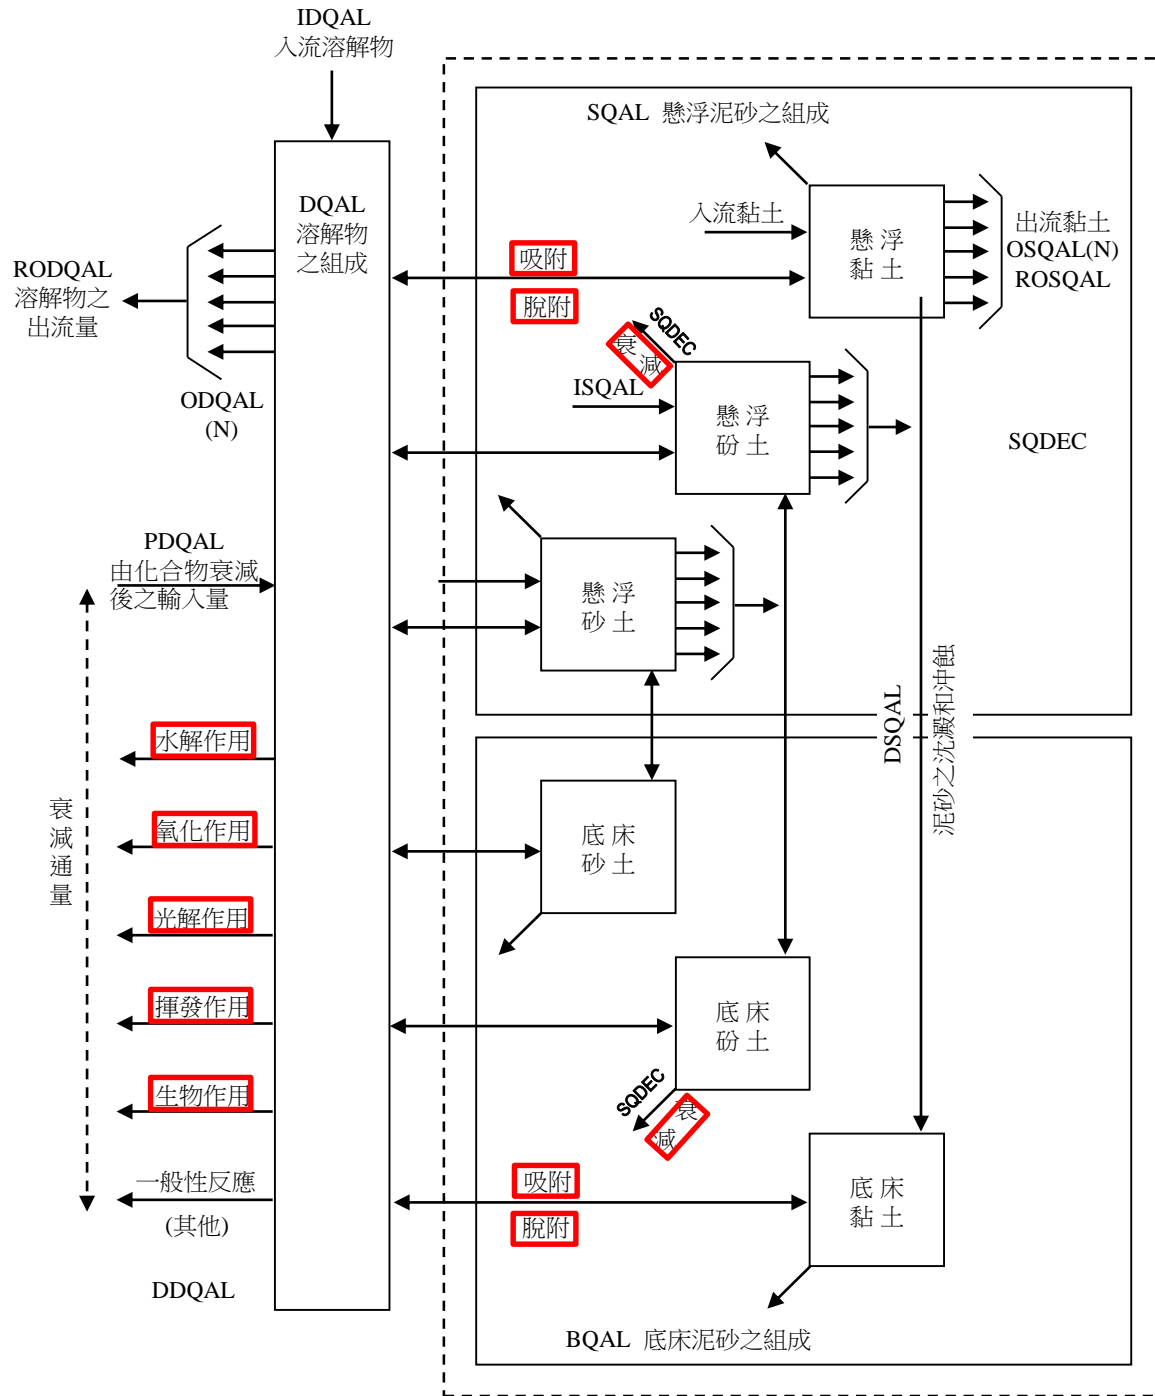 IDQAL
入流溶解物
SQAL 懸浮泥砂之組成
DQAL
溶解物
之組成
入流黏土
懸浮
黏土
出流黏土
OSQAL(N)
ROSQAL
吸附
脫附
RODQAL
溶解物之
出流量
ODQAL
(N)
SQDEC
衰減
ISQAL
懸浮
砏土
SQDEC
PDQAL
由化合物衰減
後之輸入量
懸浮
砂土
DSQAL
泥砂之沈澱和沖蝕
水解作用
衰減通量
氧化作用
底床
砂土
光解作用
揮發作用
底床
砏土
SQDEC
衰減
生物作用
一般性反應
(其他)
吸附
脫附
底床
黏土
DDQAL
BQAL 底床泥砂之組成